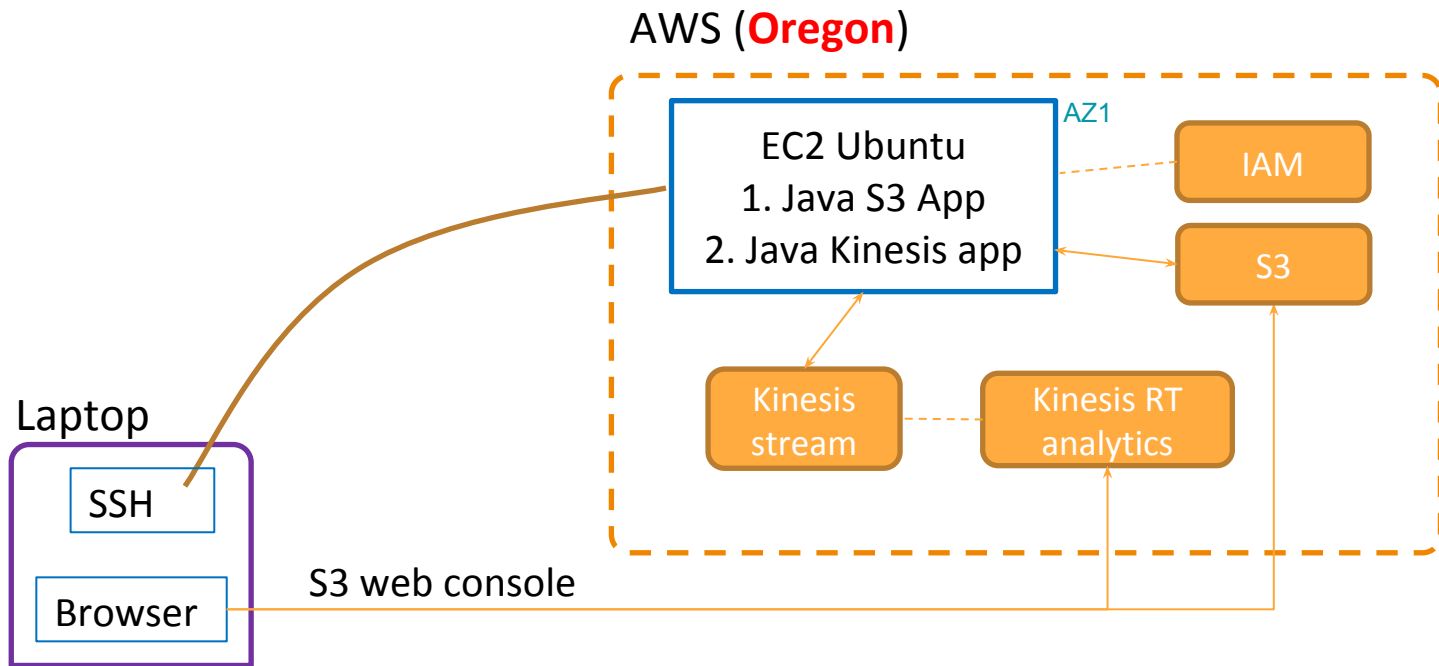 AWS (Oregon)
AZ1
EC2 Ubuntu
1. Java S3 App
2. Java Kinesis app
IAM
S3
Kinesis
stream
Kinesis RT
analytics
Laptop
SSH
Browser
S3 web console